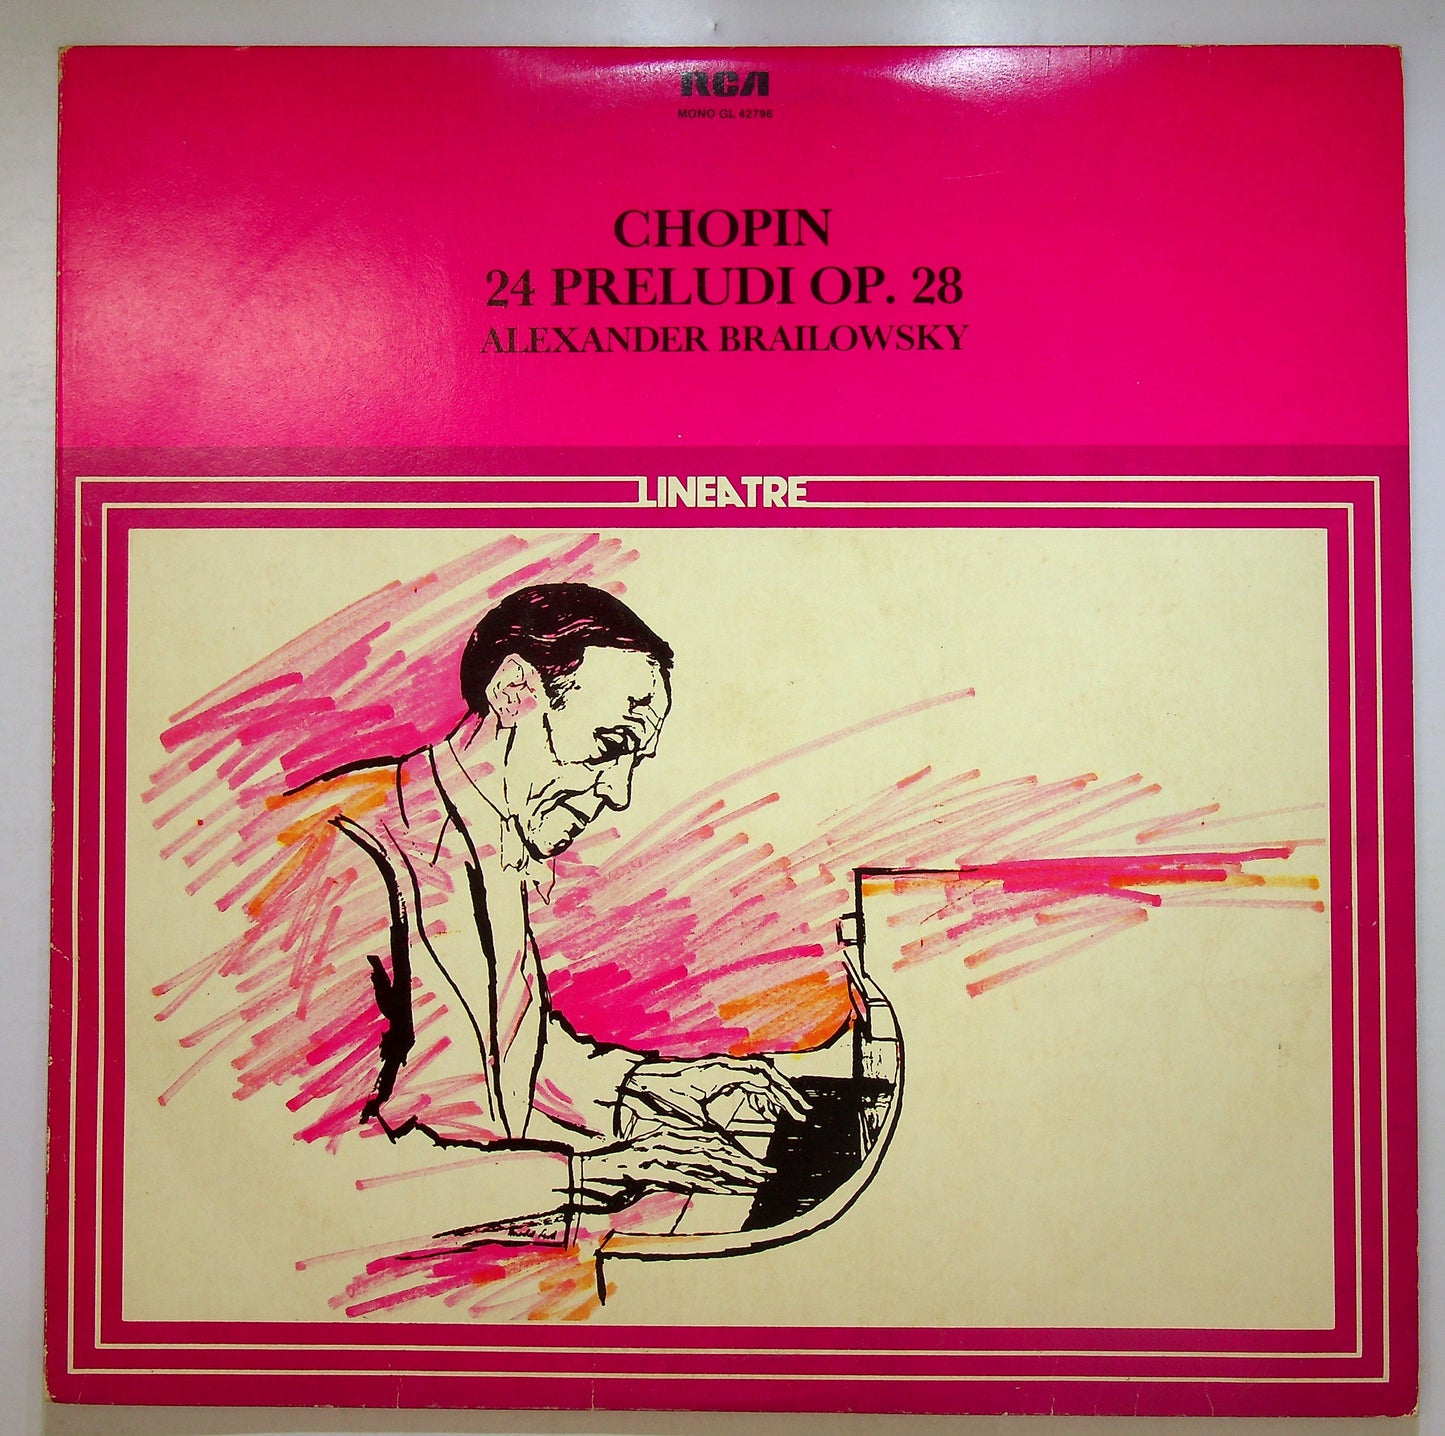 RCA
MONO GL 42796
CHOPIN
24 PRELUDI OP. 28
ALEXANDER BRAILOWSKY
LINEATRE